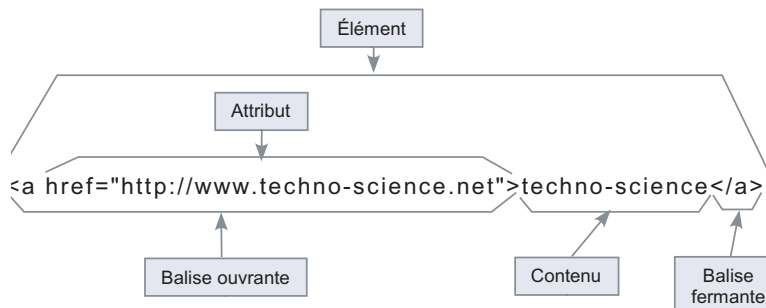 Élément
Attribut
<a href="http://www.techno-science.net">techno-science</a>
Balise ouvrante
Contenu
Balise
fermante